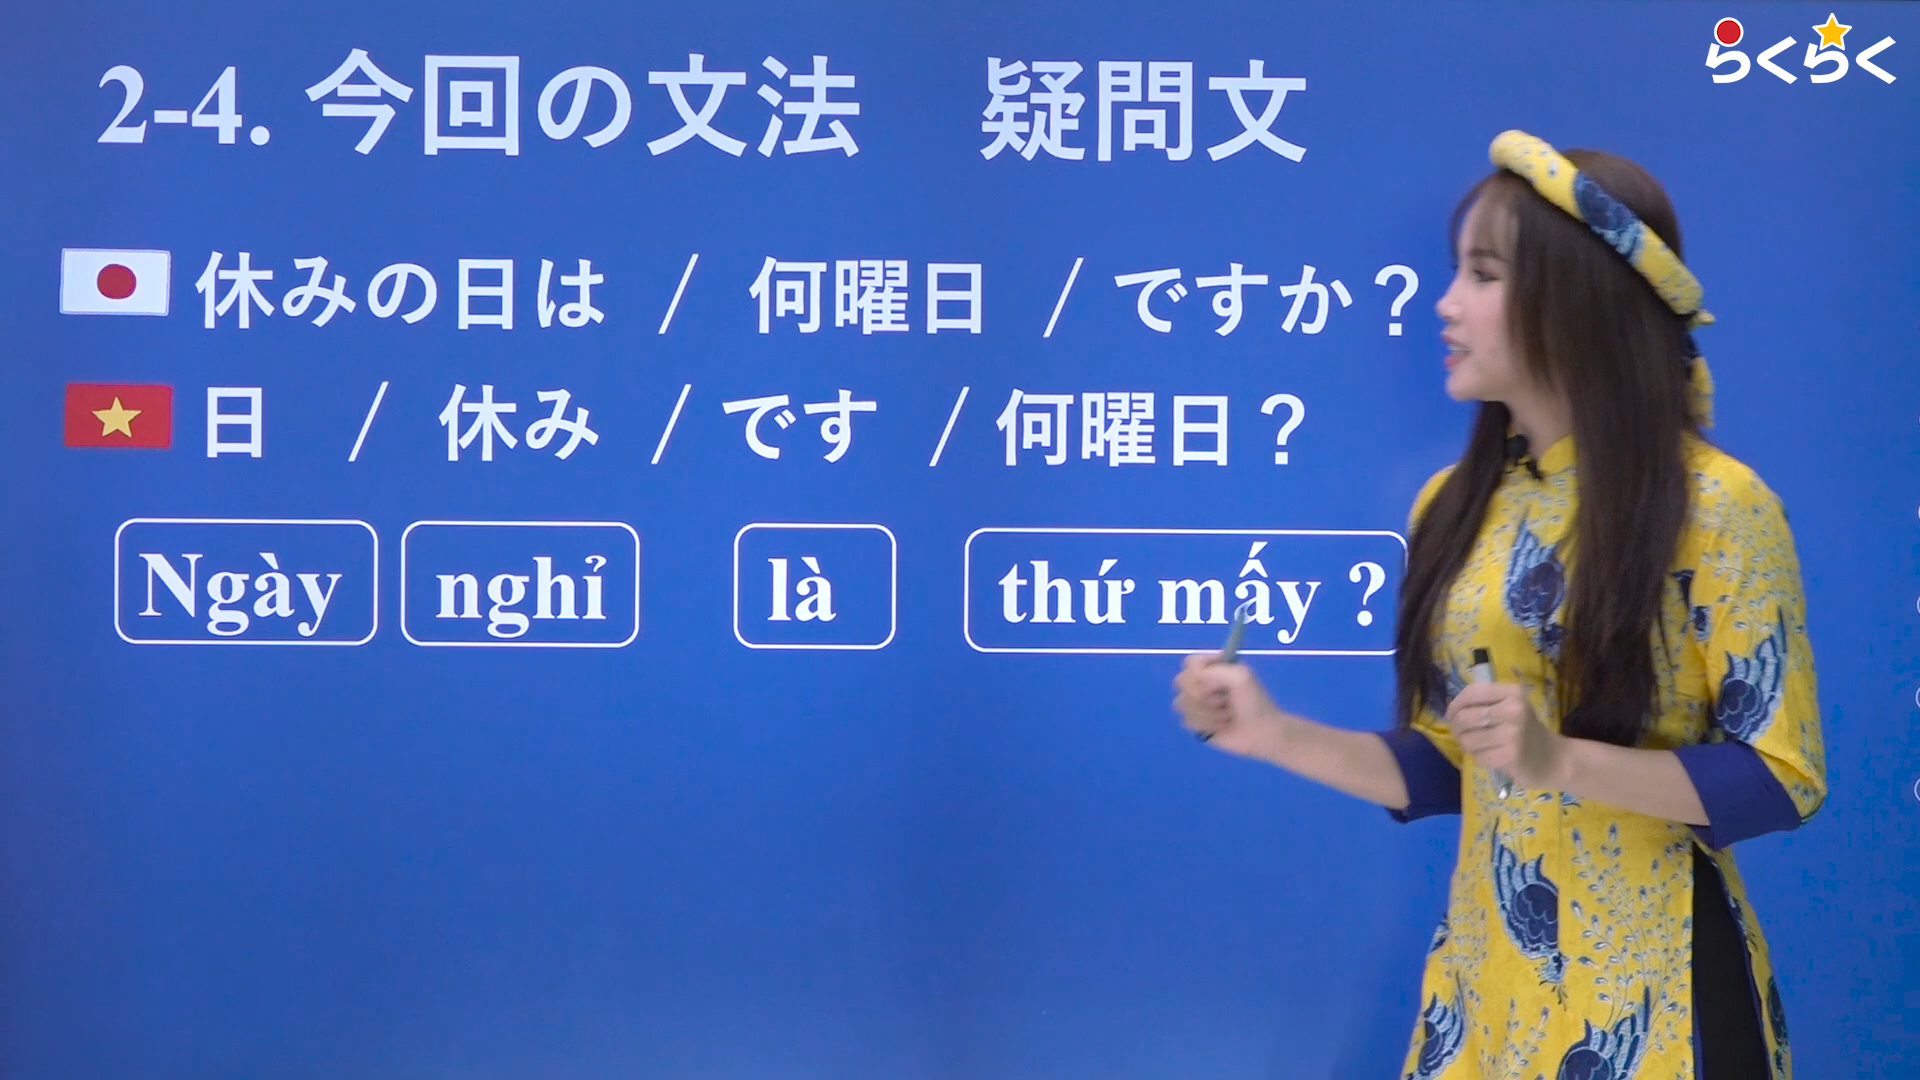 らくらく
2-4. 今回の文法　疑問文
休みの日は / 何曜日 / ですか？
日 / 休み / です / 何曜日？
Ngày nghỉ là thứ mấy ?